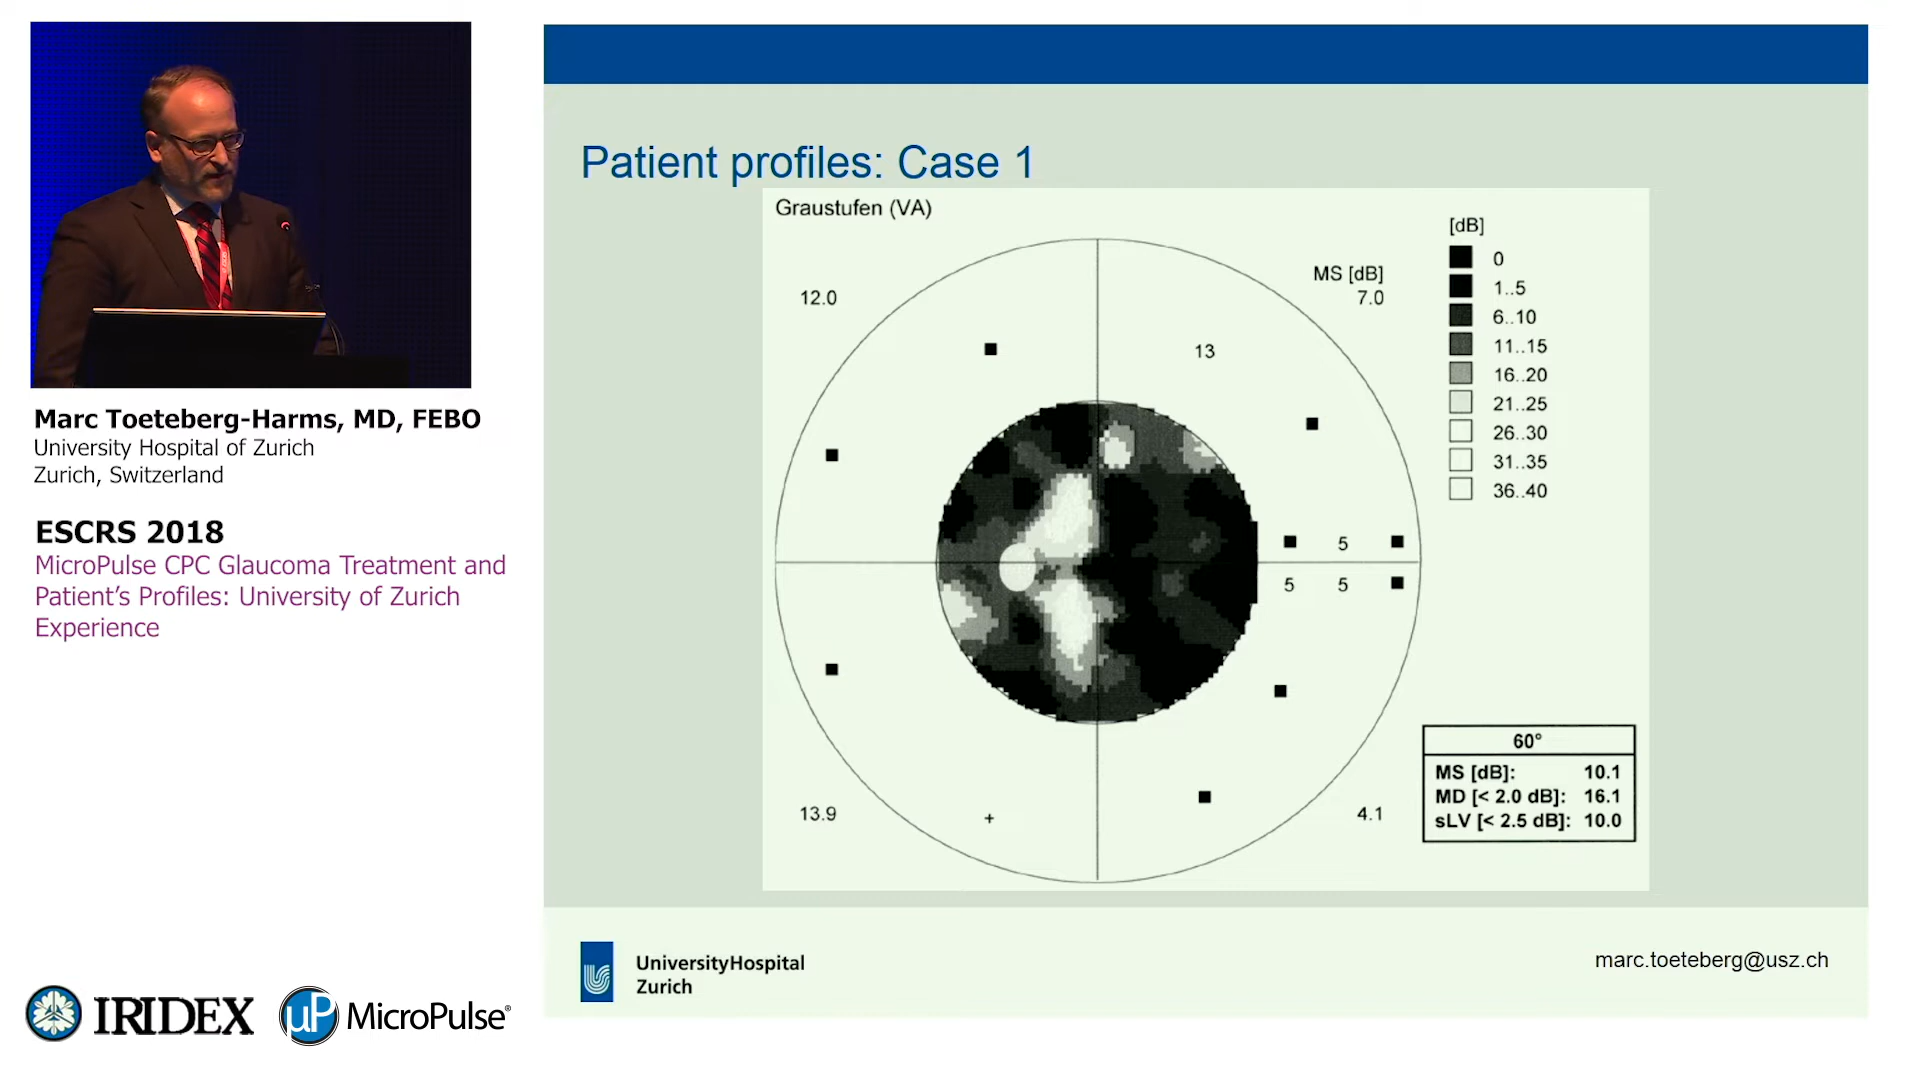 Patient profiles: Case 1
Graustufen (VA)
[dB]
0
1..5
6..10
11..15
16..20
21..25
26..30
31..35
36..40
MS [dB]
12.0
7.0
13
5
5
5
13.9
+
4.1
60°
MS [dB]: 10.1
MD [< 2.0 dB]: 16.1
sLV [< 2.5 dB]: 10.0
UniversityHospital
Zurich
marc.toeteberg@usz.ch
Marc Toeteberg-Harms, MD, FEBO
University Hospital of Zurich
Zurich, Switzerland
ESCRS 2018
MicroPulse CPC Glaucoma Treatment and
Patient’s Profiles: University of Zurich
Experience
IRIDEX
µP MicroPulse®